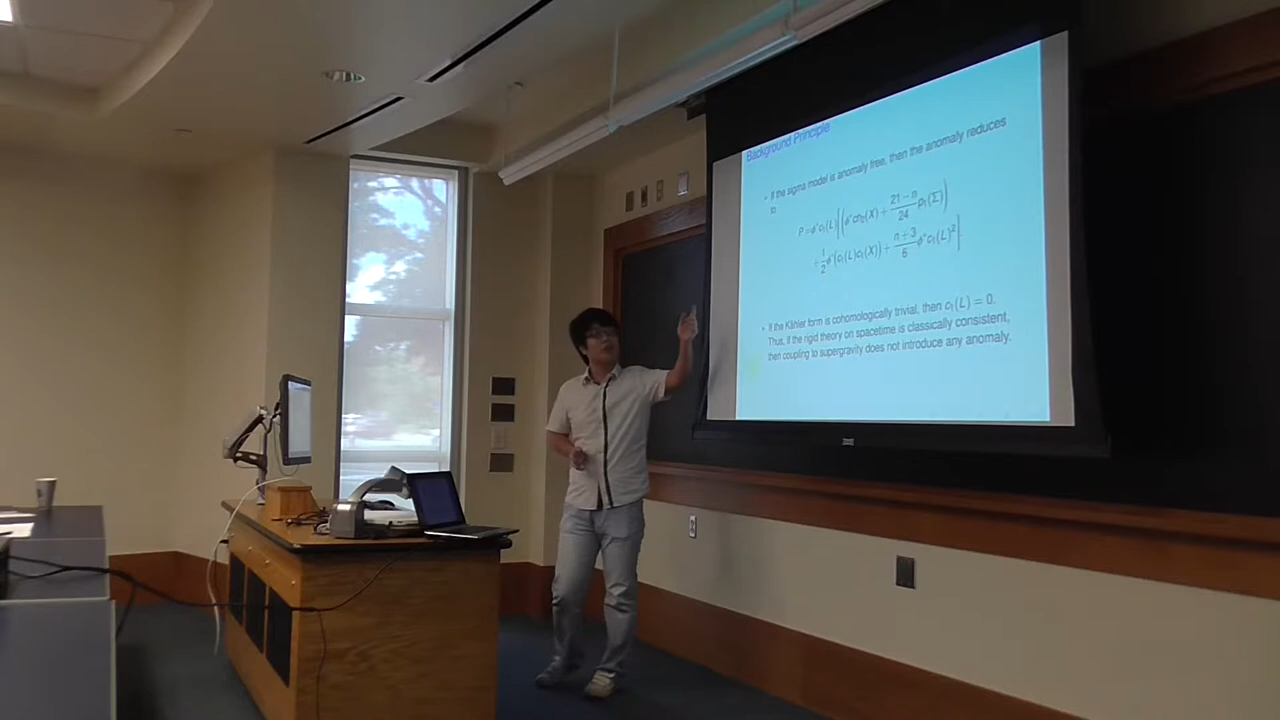 Background Principle
• If the sigma model is anomaly free, then the anomaly reduces
to
P = ϕ*c₁(L)[(ϕ*ch₂(X) + (21 − n)/24 p₁(Σ))
+ 1/2 ϕ*(c₁(L)c₁(X)) + (n + 3)/6 ϕ*c₁(L)²]
• If the Kähler form is cohomologically trivial, then c₁(L) = 0.
Thus, if the rigid theory on spacetime is classically consistent,
then coupling to supergravity does not introduce any anomaly.